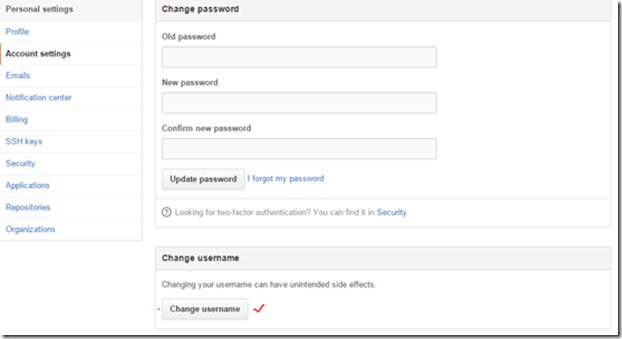 Personal settings
Profile
Account settings
Emails
Notification center
Billing
SSH keys
Security
Applications
Repositories
Organizations
Change password
Old password
New password
Confirm new password
Update password I forgot my password
Looking for two-factor authentication? You can find it in Security.
Change username
Changing your username can have unintended side effects.
Change username